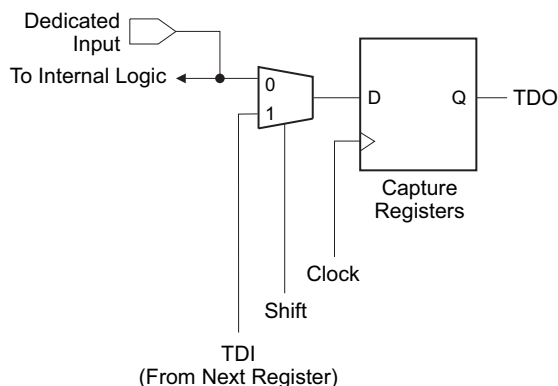 Dedicated
Input
To Internal Logic
0
1
D
Q
TDO
Capture
Registers
Clock
Shift
TDI
(From Next Register)